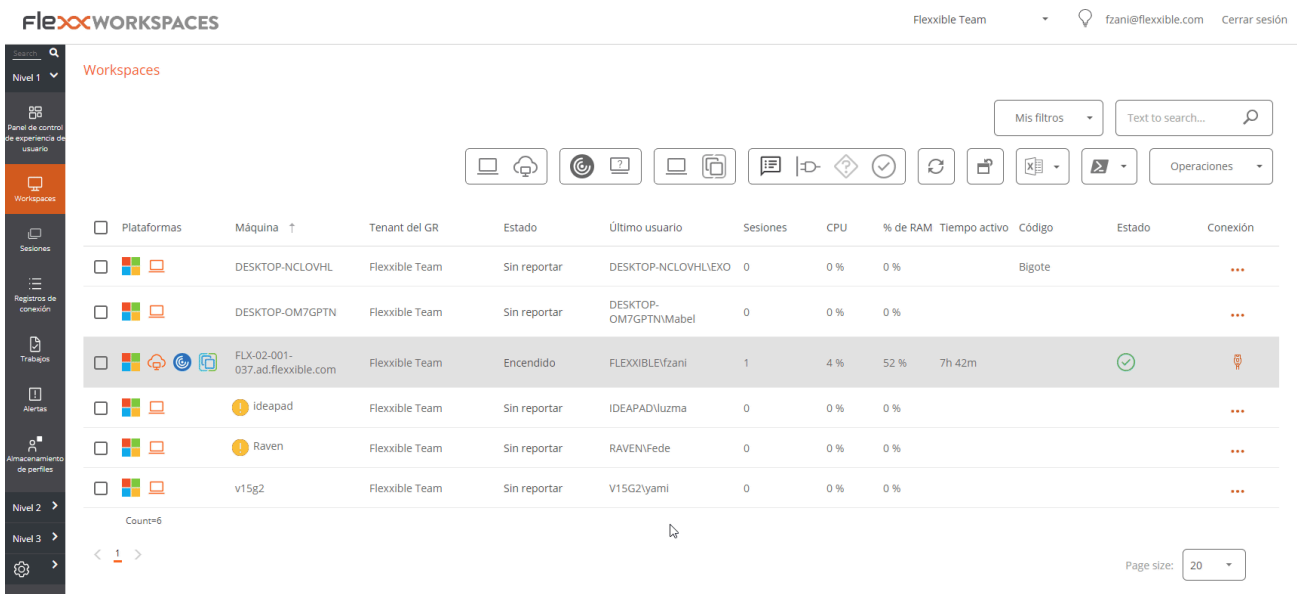 FlexxWORKSPACES
Flexxible Team
fzani@flexxible.com
Cerrar sesión
Search
Nivel 1
Panel de control
de experiencia de
usuario
Workspaces
Sesiones
Registros de
conexión
Trabajos
Alertas
Almacenamiento
de perfiles
Nivel 2
Nivel 3
Workspaces
Mis filtros
Text to search...
Operaciones
Plataformas Máquina Tenant del GR Estado Último usuario Sesiones CPU % de RAM Tiempo activo Código Estado Conexión
DESKTOP-NCLOVHL Flexxible Team Sin reportar DESKTOP-NCLOVHL\EXO 0 0 % 0 % Bigote
DESKTOP-OM7GPTN Flexxible Team Sin reportar DESKTOP-
OM7GPTN\Mabel 0 0 % 0 %
FLX-02-001-
037.ad.flexxible.com Flexxible Team Encendido FLEXXIBLE\fzani 1 4 % 52 % 7h 42m
ideapad Flexxible Team Sin reportar IDEAPAD\luzma 0 0 % 0 %
Raven Flexxible Team Sin reportar RAVEN\Fede 0 0 % 0 %
v15g2 Flexxible Team Sin reportar V15G2\yami 0 0 % 0 %
Count=6
1
Page size: 20